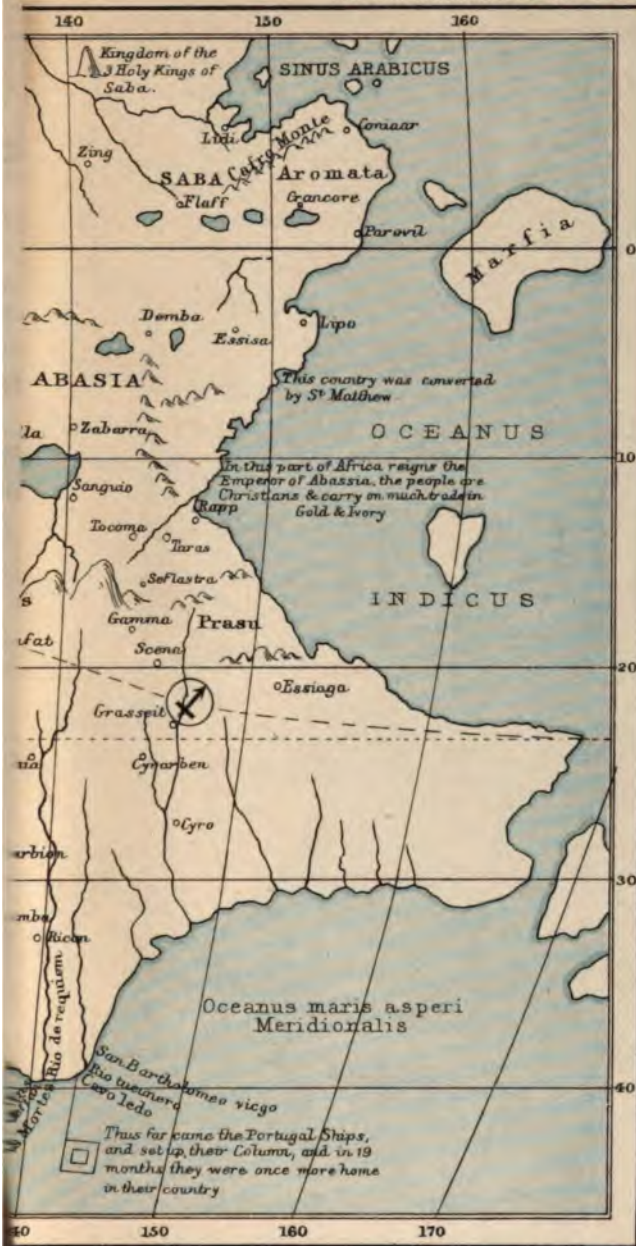 140 150 160
Kingdom of the
3 Holy Kings of
Saba.
SINUS ARABICUS
Lidi
Cafro Monte
Coniaar
Zing
SABA
Aromata
Flaff
Grancore
Parovil
0
Marfia
Demba
Essisa
Lipo
ABASIA
This country was converted
by St Matthew
Zabarra
OCEANUS
10
In this part of Africa reigns the
Emperor of Abassia, the people are
Christians & carry on much trade in
Gold & Ivory
Sanguio
Rapp
Tocoma
Taras
Seflastra
INDICUS
Gamma
Prasu
Scena
20
Essiaga
Grasseit
Cynarben
Cyro
30
Ricon
Rio de requiem
Oceanus maris asperi
Meridionalis
San Bartholomeo viego
Rio tucunero
Cavo ledo
40
Mortes
Thus far came the Portugal Ships,
and set up their Column, and in 19
months they were once more home
in their country
150 160 170